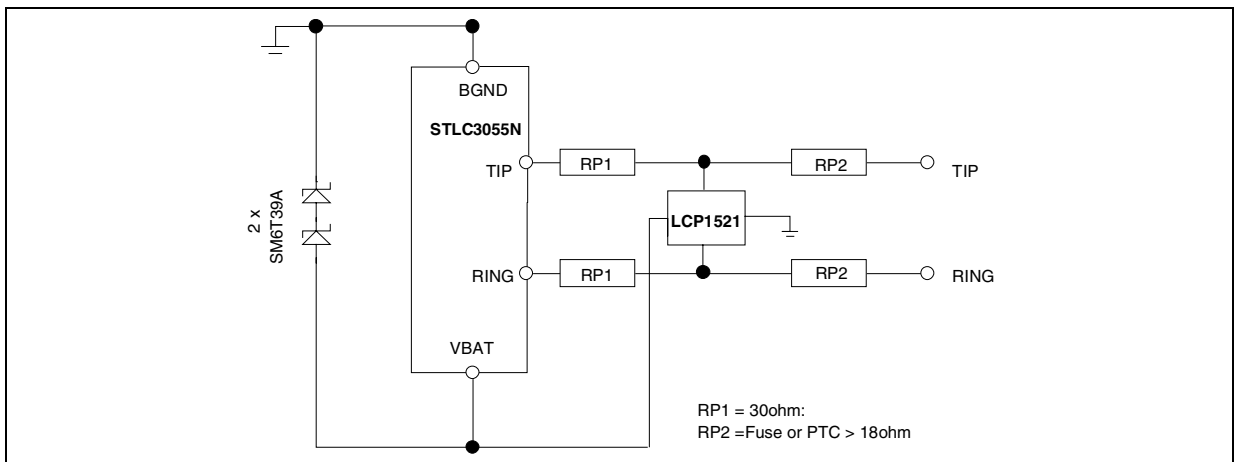 BGND
STLC3055N
TIP
RP1
RP2
TIP
2 x
SM6T39A
LCP1521
RING
RP1
RP2
RING
VBAT
RP1 = 30ohm:
RP2 =Fuse or PTC > 18ohm